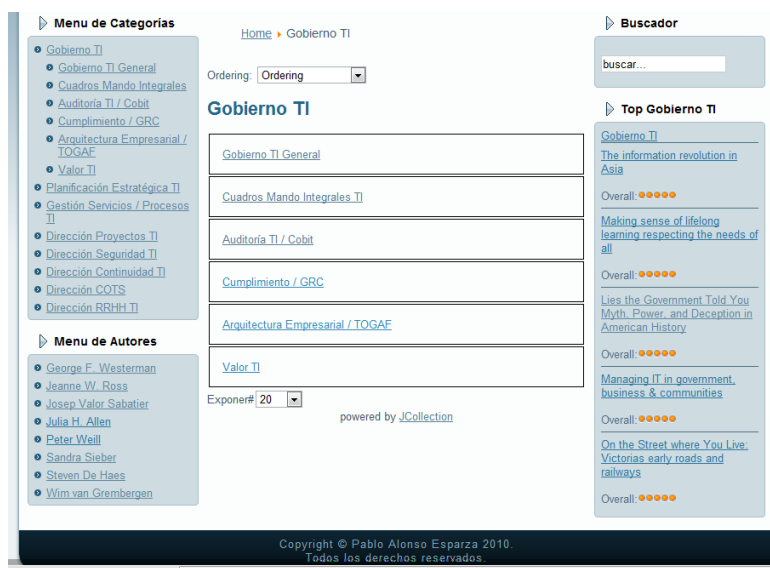 Menu de Categorías
Gobierno TI
Gobierno TI General
Cuadros Mando Integrales
Auditoría TI / Cobit
Cumplimiento / GRC
Arquitectura Empresarial /
TOGAF
Valor TI
Planificación Estratégica TI
Gestión Servicios / Procesos
TI
Dirección Proyectos TI
Dirección Seguridad TI
Dirección Continuidad TI
Dirección COTS
Dirección RRHH TI
Menu de Autores
George F. Westerman
Jeanne W. Ross
Josep Valor Sabatier
Julia H. Allen
Peter Weill
Sandra Sieber
Steven De Haes
Wim van Grembergen
Home Gobierno TI
Ordering: Ordering
Gobierno TI
Gobierno TI General
Cuadros Mando Integrales TI
Auditoría TI / Cobit
Cumplimiento / GRC
Arquitectura Empresarial / TOGAF
Valor TI
Exponer# 20
powered by JCollection
Buscador
buscar...
Top Gobierno TI
Gobierno TI
The information revolution in
Asia
Overall:
Making sense of lifelong
learning respecting the needs of
all
Overall:
Lies the Government Told You
Myth, Power, and Deception in
American History
Overall:
Managing IT in government,
business & communities
Overall:
On the Street where You Live:
Victorias early roads and
railways
Overall:
Copyright © Pablo Alonso Esparza 2010.
Todos los derechos reservados.